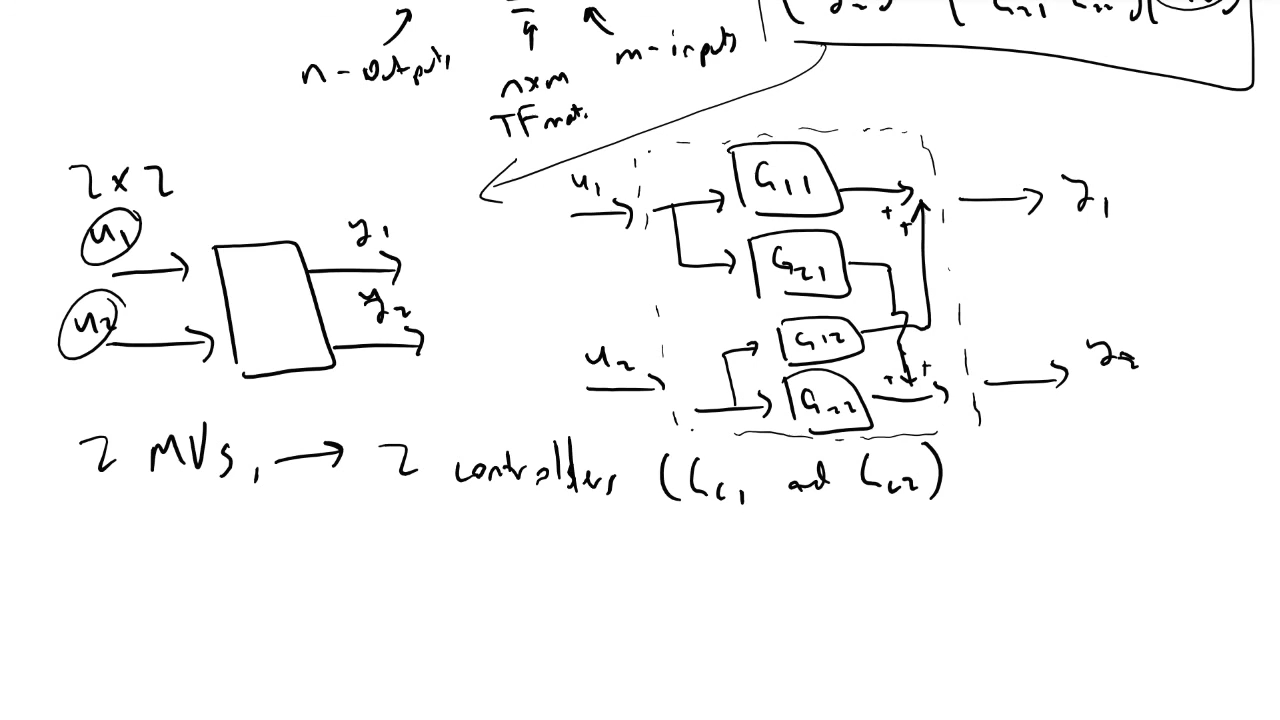 n - outputs
m - inputs
n x m
TF mat.
2 x 2
u1
u2
y1
y2
u1
G11
G21
y1
+
+
u2
G12
G22
y2
+
+
2 MVs, → 2 controllers (Gc1 and Gc2)